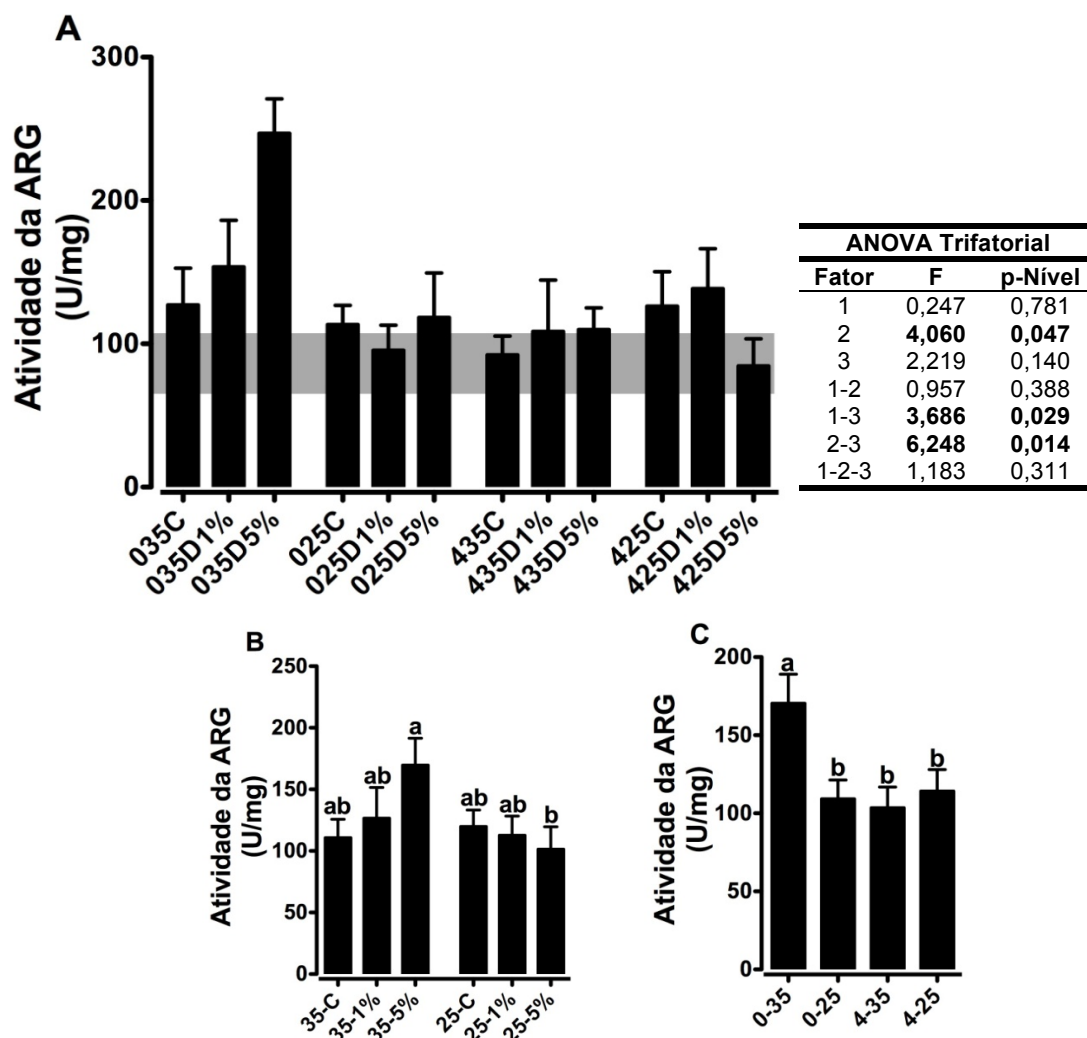 A
Atividade da ARG
(U/mg)
300
200
100
0
035C
035D1%
035D5%
025C
025D1%
025D5%
435C
435D1%
435D5%
425C
425D1%
425D5%
ANOVA Trifatorial
Fator F p-Nível
1 0,247 0,781
2 4,060 0,047
3 2,219 0,140
1-2 0,957 0,388
1-3 3,686 0,029
2-3 6,248 0,014
1-2-3 1,183 0,311
B
Atividade da ARG
(U/mg)
250
200
150
100
50
0
ab
ab
a
ab
ab
b
35-C
35-1%
35-5%
25-C
25-1%
25-5%
C
Atividade da ARG
(U/mg)
200
150
100
50
0
a
b
b
b
0-35
0-25
4-35
4-25